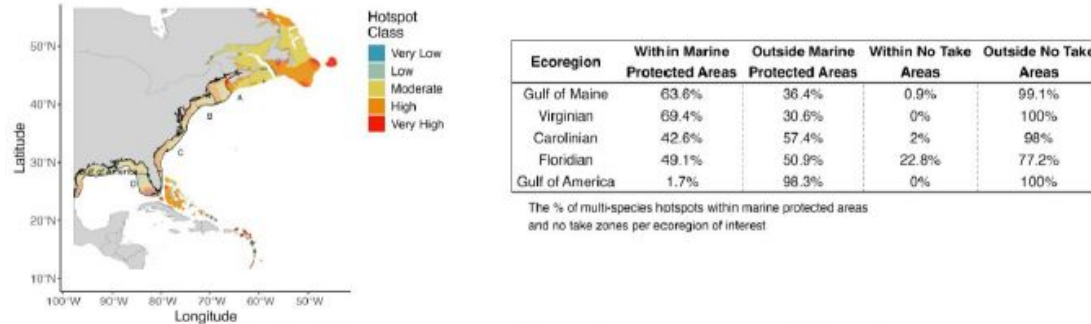 Hotspot
Class
Very Low
Low
Moderate
High
Very High
50°N
40°N
30°N
20°N
10°N
Latitude
A
B
C
D
100°W 90°W 80°W 70°W 60°W 50°W
Longitude
Ecoregion Within Marine Protected Areas Outside Marine Protected Areas Within No Take Areas Outside No Take Areas
Gulf of Maine 63.6% 36.4% 0.9% 99.1%
Virginian 69.4% 30.6% 0% 100%
Carolinian 42.6% 57.4% 2% 98%
Floridian 49.1% 50.9% 22.8% 77.2%
Gulf of America 1.7% 98.3% 0% 100%
The % of multi-species hotspots within marine protected areas
and no take zones per ecoregion of interest